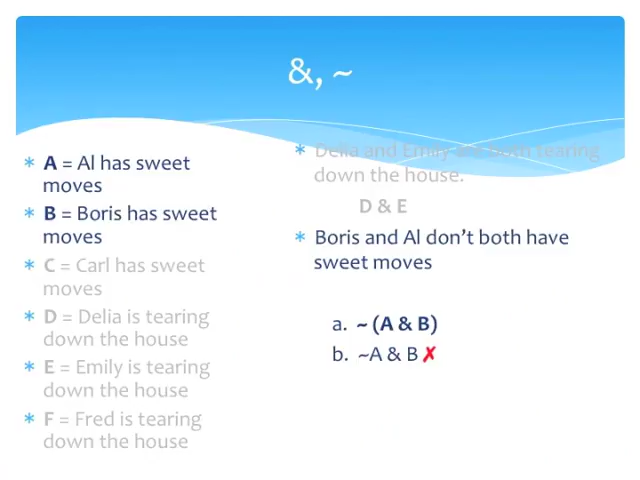 &, ~
* A = Al has sweet
moves
* B = Boris has sweet
moves
* C = Carl has sweet
moves
* D = Delia is tearing
down the house
* E = Emily is tearing
down the house
* F = Fred is tearing
down the house
* Delia and Emily are both tearing
down the house.
D & E
* Boris and Al don’t both have
sweet moves
a. ~ (A & B)
b. ~A & B ✗